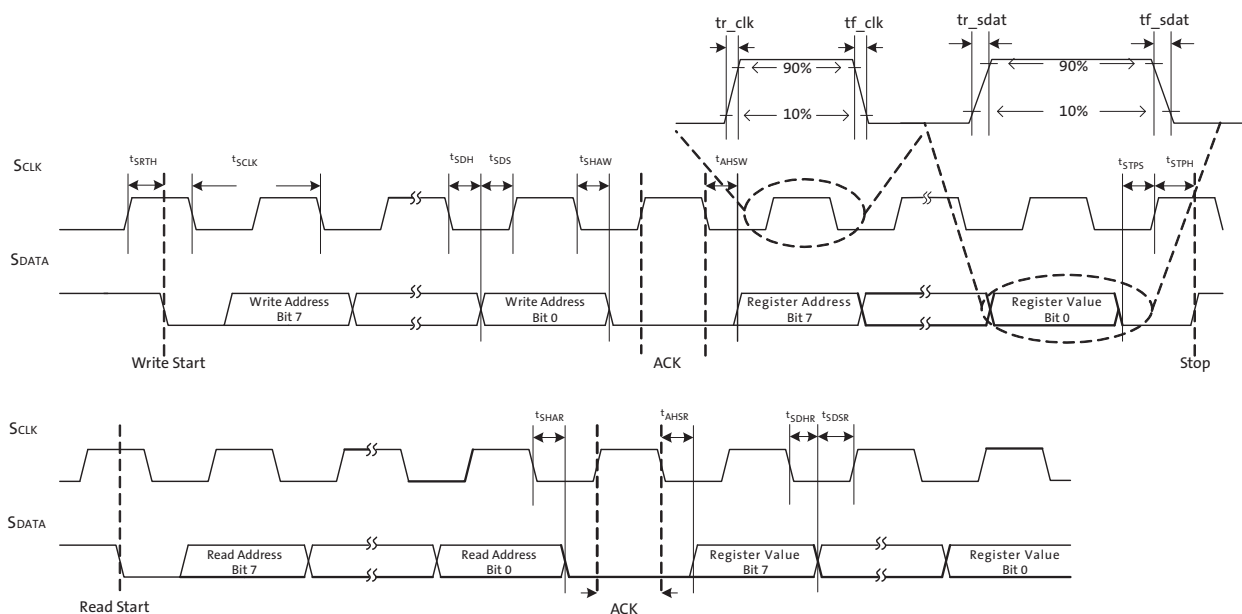 tr_clk tf_clk tr_sdat tf_sdat
90% 90%
10% 10%
SCLK tSRTH tSCLK tSDH tSDS tSHAW tAHSW tSTPS tSTPH
SDATA
Write Address Write Address Register Address Register Value
Bit 7 Bit 0 Bit 7 Bit 0
Write Start ACK Stop
SCLK tSHAR tAHSR tSDHR tSDSR
SDATA
Read Address Read Address Register Value Register Value
Bit 7 Bit 0 Bit 7 Bit 0
Read Start ACK